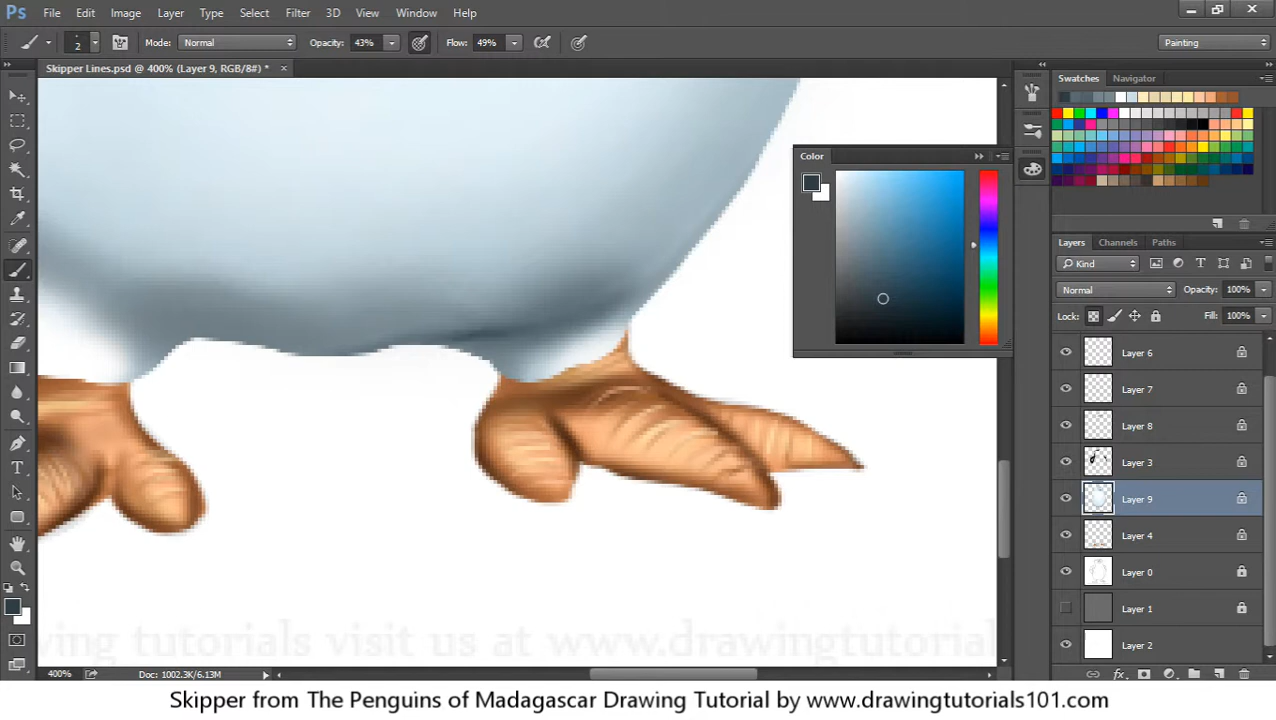 Ps File Edit Image Layer Type Select Filter 3D View Window Help
2 Mode: Normal Opacity: 43% Flow: 49% Painting
Skipper Lines.psd @ 400% (Layer 9, RGB/8#) *
Swatches Navigator
Color
Layers Channels Paths
Kind
Normal Opacity: 100%
Lock: Fill: 100%
Layer 6
Layer 7
Layer 8
Layer 3
Layer 9
Layer 4
Layer 0
Layer 1
Layer 2
wing tutorials visit us at www.drawingtutorials
400% Doc: 1002.3K/6.13M
Skipper from The Penguins of Madagascar Drawing Tutorial by www.drawingtutorials101.com